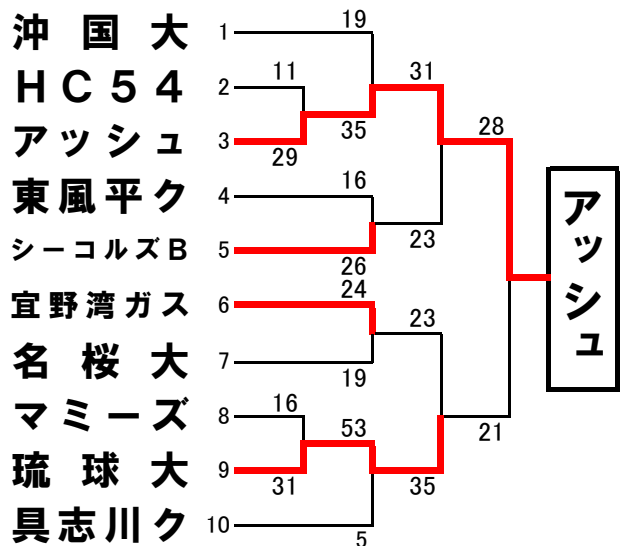 沖国大 1 19
HC54 2 11
35 31
アッシュ 3 29
28
東風平ク 4 16
23
シーコルズB 5 26
宜野湾ガス 6 24
23
名桜大 7 19
マミーズ 8 16
53
21
琉球大 9 31
35
具志川ク 10 5
アッシュ